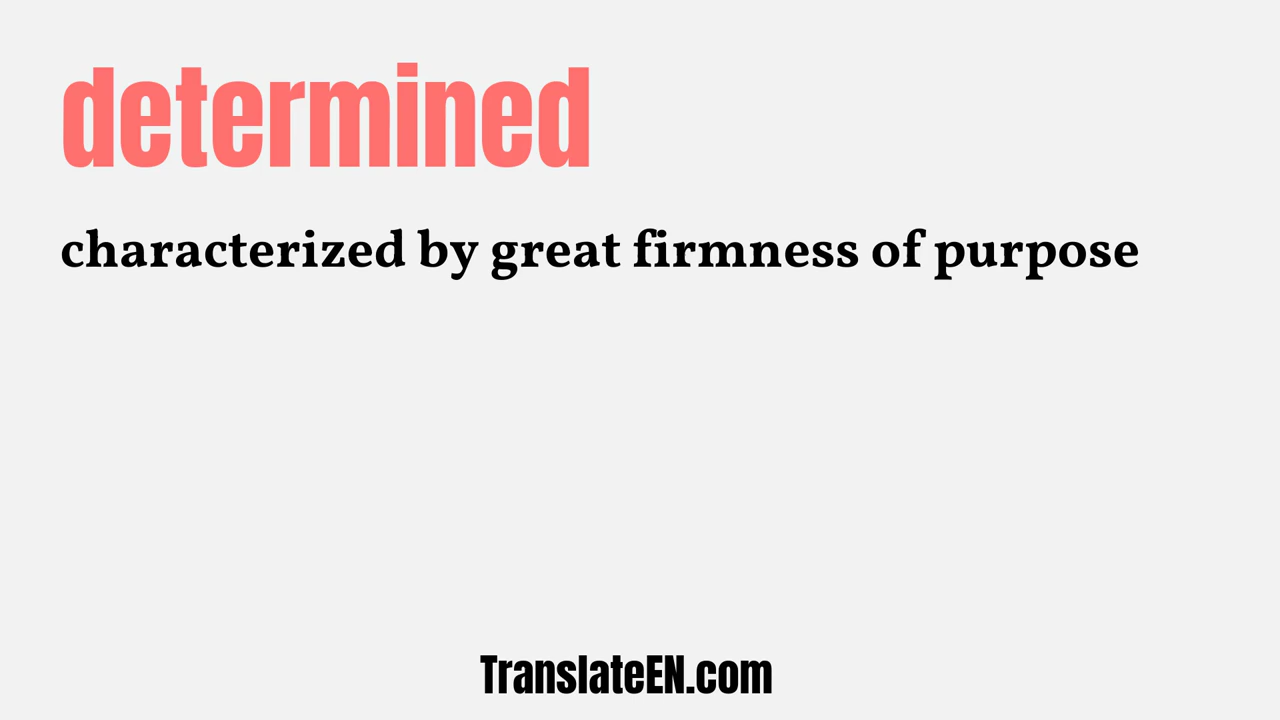 determined
characterized by great firmness of purpose
TranslateEN.com